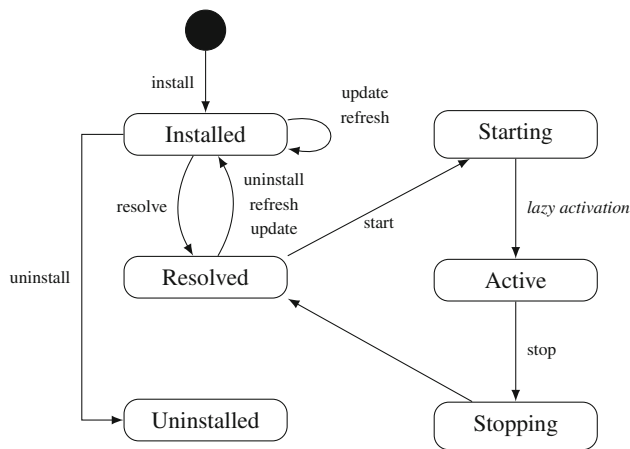 install
Installed
update
refresh
Starting
resolve
uninstall
refresh
update
start
lazy activation
uninstall
Resolved
Active
stop
Uninstalled
Stopping